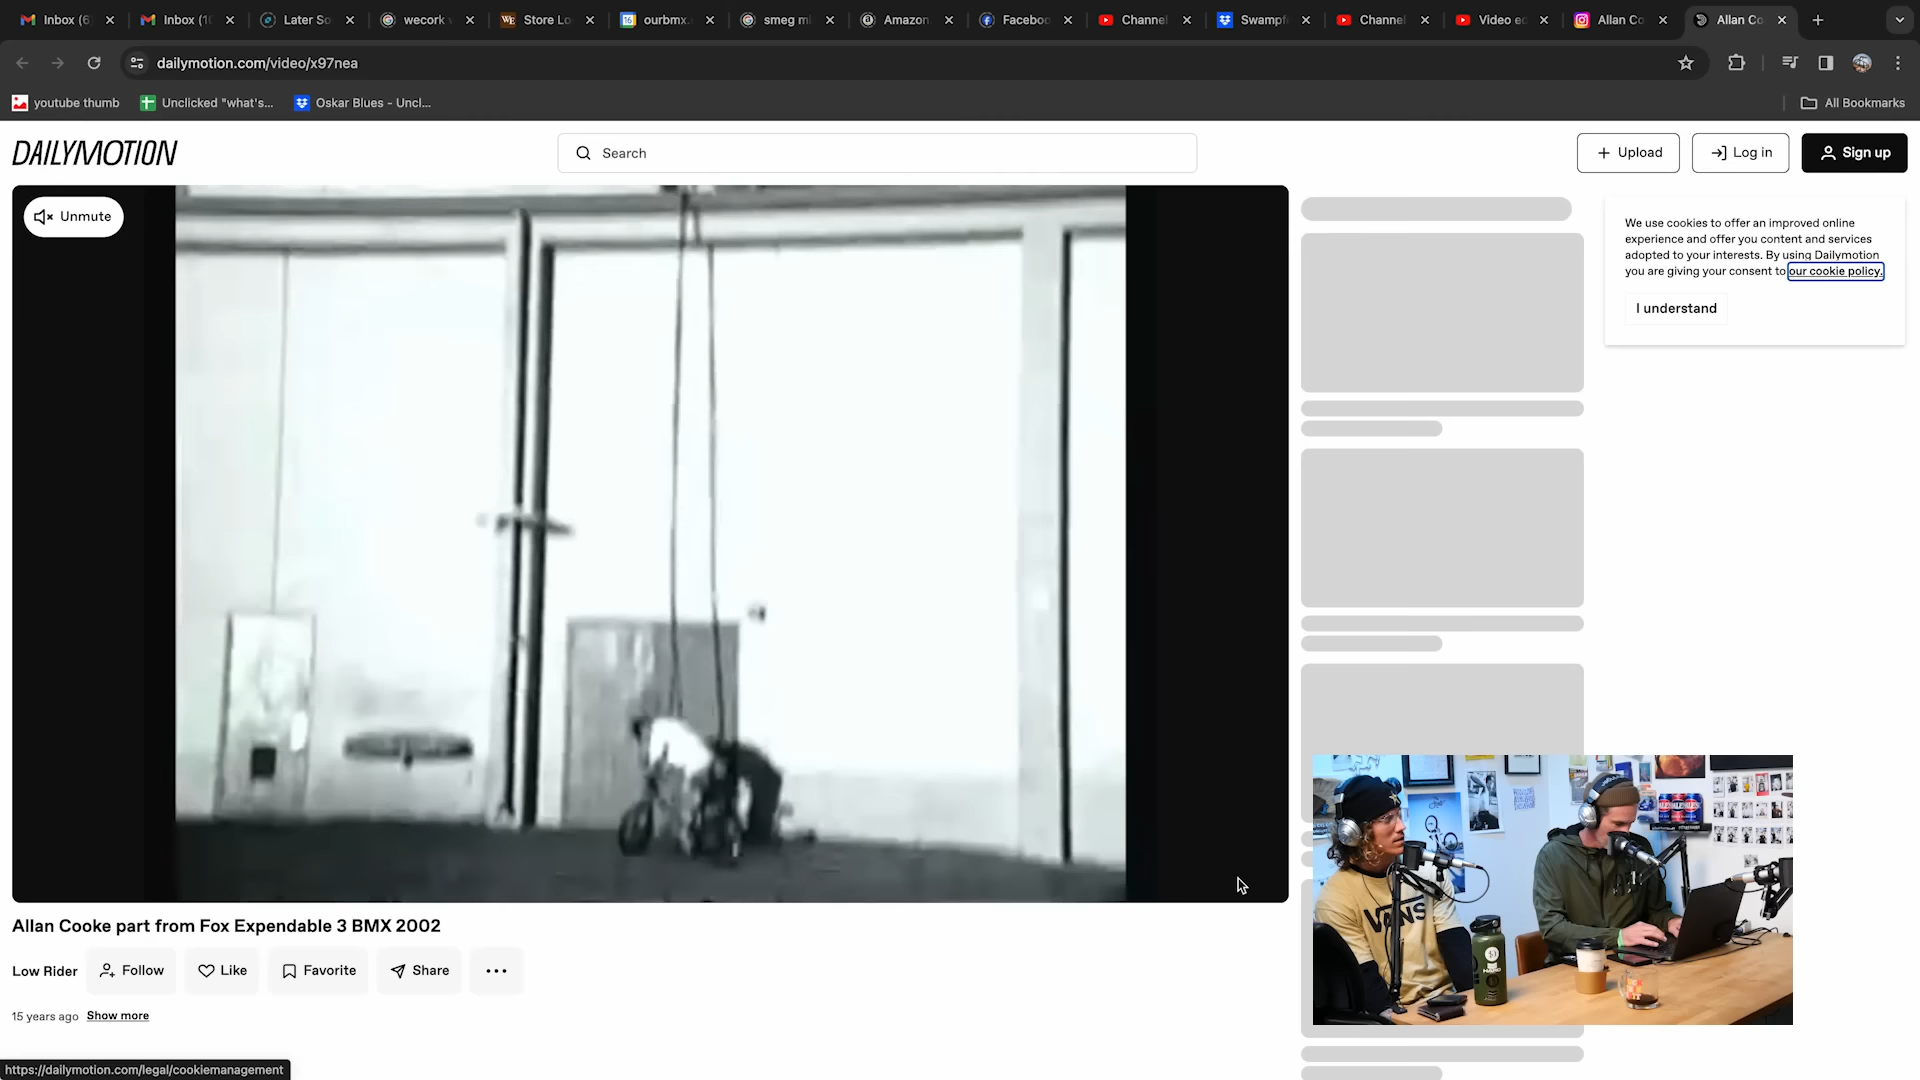 Inbox (6)
Inbox (1(
Later So
wecork
Store Lo
ourbmx.
smeg mi
Amazon.
Faceboo
Channel
Swampf
Channel
Video ed
Allan Co
Allan Co
dailymotion.com/video/x97nea
youtube thumb
Unclicked "what's...
Oskar Blues - Uncl...
All Bookmarks
DAILYMOTION
Search
Upload
Log in
Sign up
Unmute
We use cookies to offer an improved online
experience and offer you content and services
adopted to your interests. By using Dailymotion
you are giving your consent to our cookie policy.
I understand
Allan Cooke part from Fox Expendable 3 BMX 2002
Low Rider
Follow
Like
Favorite
Share
15 years ago
Show more
https://dailymotion.com/legal/cookiemanagement
VANS